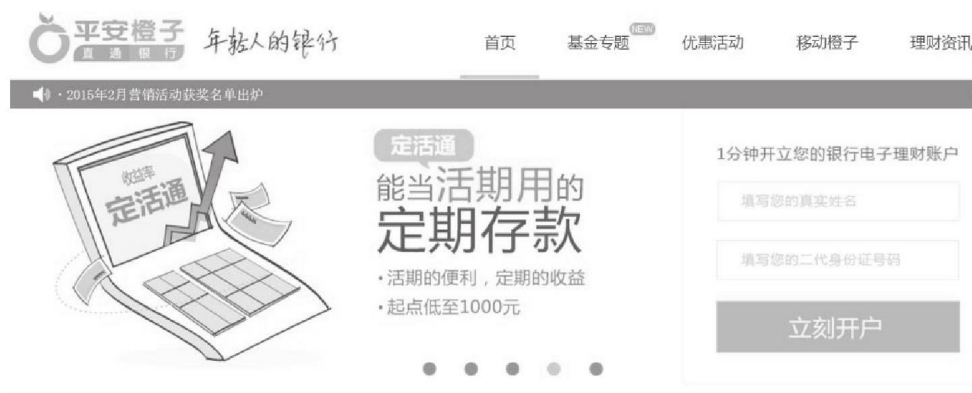 平安橙子
直通银行
年轻人的银行
首页
基金专题
NEW
优惠活动
移动橙子
理财资讯
·2015年2月营销活动获奖名单出炉
收益率
定活通
定活通
能当活期用的
定期存款
·活期的便利，定期的收益
·起点低至1000元
1分钟开立您的银行电子理财账户
填写您的真实姓名
填写您的二代身份证号码
立刻开户